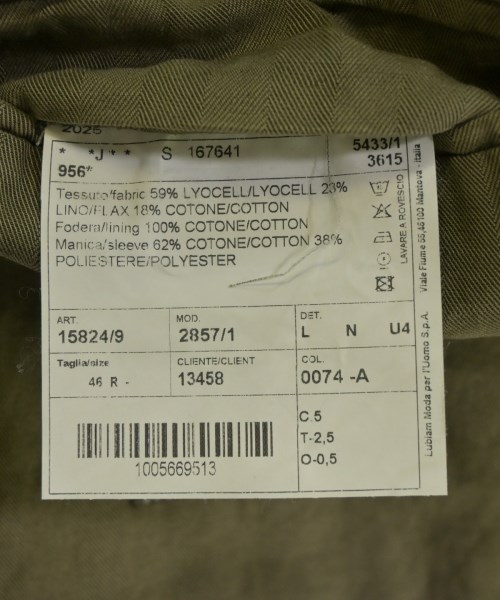 2025
* *J** S 167641
956*
5433/1
3615
Tessuto/fabric 59% LYOCELL/LYOCELL 23%
LINO/FLAX 18% COTONE/COTTON
Fodera/lining 100% COTONE/COTTON
Manica/sleeve 62% COTONE/COTTON 38%
POLIESTERE/POLYESTER
LAVARE A ROVESCIO
ART.
15824/9
MOD.
2857/1
DET.
L N U4
Taglia/size
46 R -
CLIENTE/CLIENT
13458
COL.
0074 -A
1005669513
C.5
T-2,5
O-0,5
Lubiam Moda per l'Uomo S.p.A. Viale Fiume 55,46100 Mantova - Italia